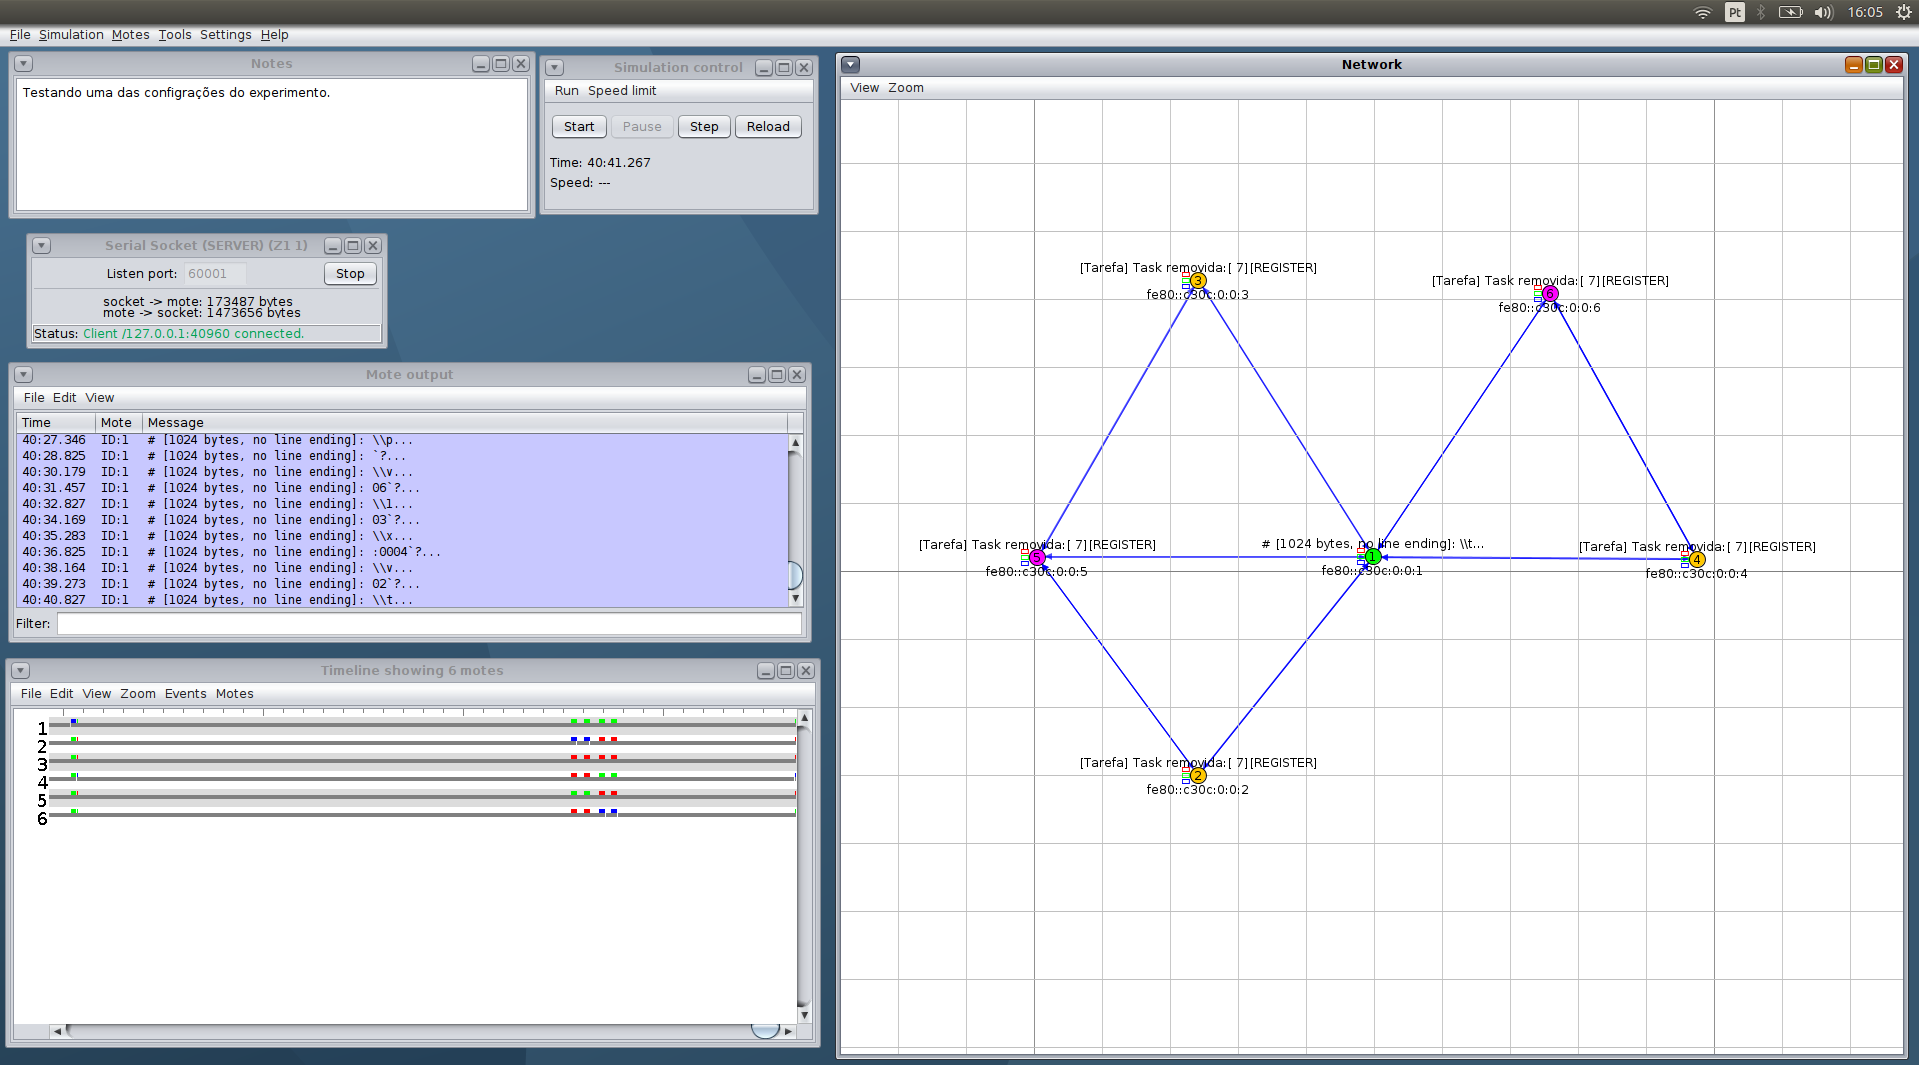 Pt 16:05
File Simulation Motes Tools Settings Help
Notes
Testando uma das configrações do experimento.
Simulation control
Run Speed limit
Start Pause Step Reload
Time: 40:41.267
Speed: ---
Serial Socket (SERVER) (Z1 1)
Listen port: 60001 Stop
socket -> mote: 173487 bytes
mote -> socket: 1473656 bytes
Status: Client /127.0.0.1:40960 connected.
Mote output
File Edit View
Time Mote Message
40:27.346 ID:1 # [1024 bytes, no line ending]: \\p...
40:28.825 ID:1 # [1024 bytes, no line ending]: `?...
40:30.179 ID:1 # [1024 bytes, no line ending]: \\v...
40:31.457 ID:1 # [1024 bytes, no line ending]: 06`?...
40:32.827 ID:1 # [1024 bytes, no line ending]: \\l...
40:34.169 ID:1 # [1024 bytes, no line ending]: 03`?...
40:35.283 ID:1 # [1024 bytes, no line ending]: \\x...
40:36.825 ID:1 # [1024 bytes, no line ending]: :0004`?...
40:38.164 ID:1 # [1024 bytes, no line ending]: \\v...
40:39.273 ID:1 # [1024 bytes, no line ending]: 02`?...
40:40.827 ID:1 # [1024 bytes, no line ending]: \\t...
Filter:
Timeline showing 6 motes
File Edit View Zoom Events Motes
1
2
3
4
5
6
Network
View Zoom
[Tarefa] Task removida:[ 7][REGISTER]
3
fe80::c30c:0:0:3
[Tarefa] Task removida:[ 7][REGISTER]
6
fe80::c30c:0:0:6
[Tarefa] Task removida:[ 7][REGISTER]
5
fe80::c30c:0:0:5
# [1024 bytes, no line ending]: \\t...
1
fe80::c30c:0:0:1
[Tarefa] Task removida:[ 7][REGISTER]
4
fe80::c30c:0:0:4
[Tarefa] Task removida:[ 7][REGISTER]
2
fe80::c30c:0:0:2